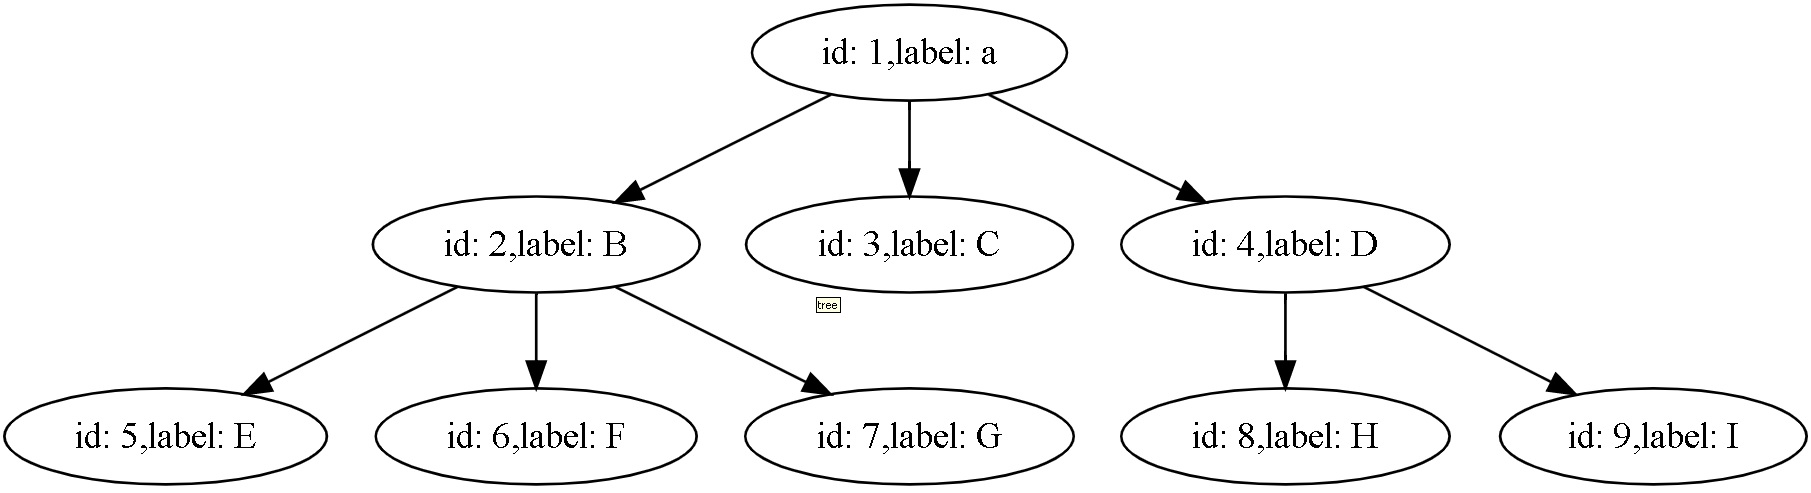 id: 1,label: a
id: 2,label: B
id: 3,label: C
id: 4,label: D
tree
id: 5,label: E
id: 6,label: F
id: 7,label: G
id: 8,label: H
id: 9,label: I